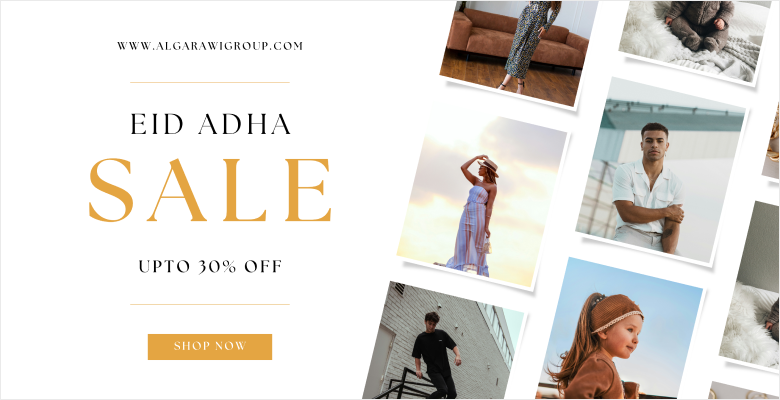 WWW.ALGARAWIGROUP.COM
EID ADHA
SALE
UPTO 30% OFF
SHOP NOW